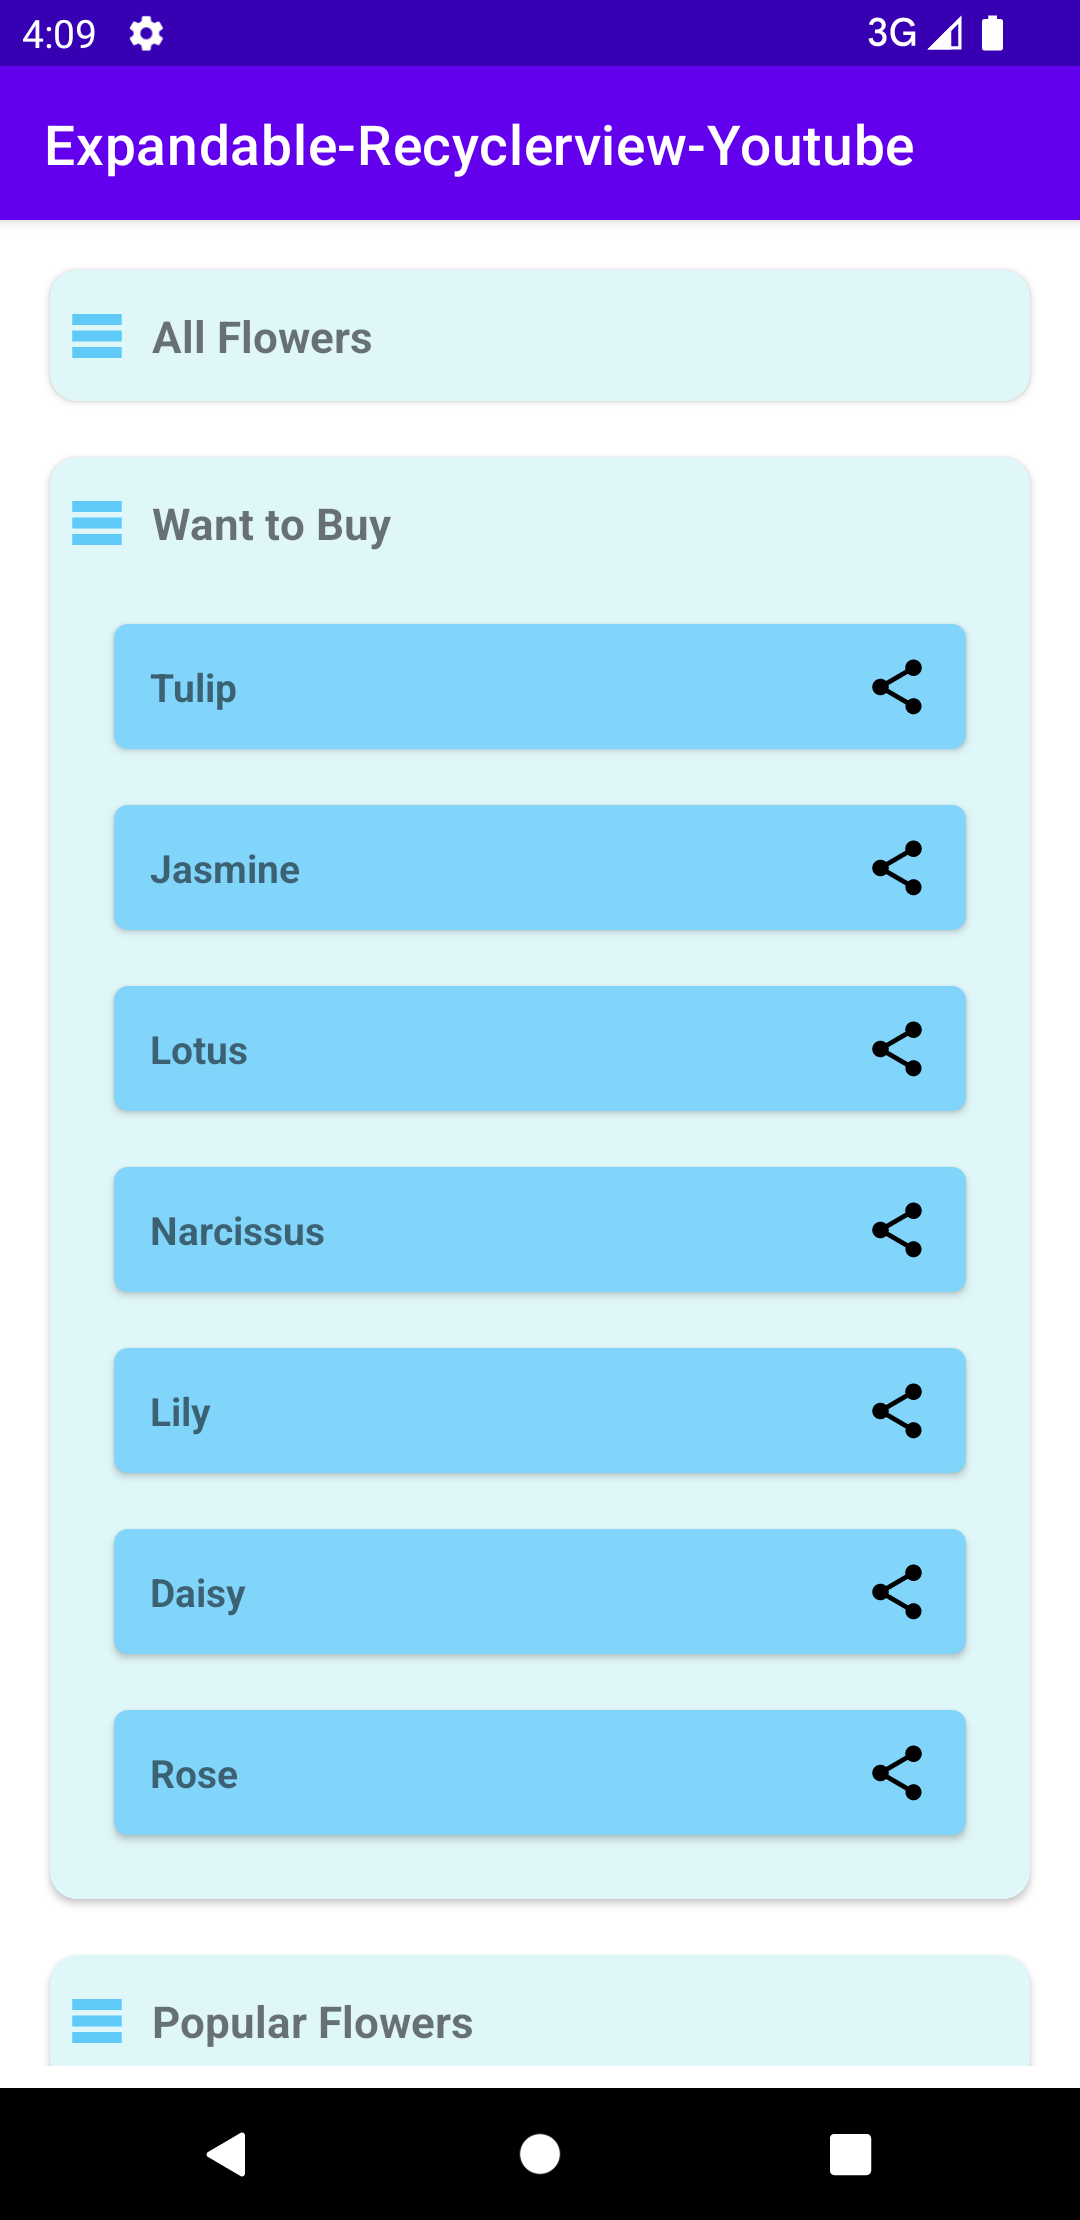 4:09 3G
Expandable-Recyclerview-Youtube
All Flowers
Want to Buy
Tulip
Jasmine
Lotus
Narcissus
Lily
Daisy
Rose
Popular Flowers